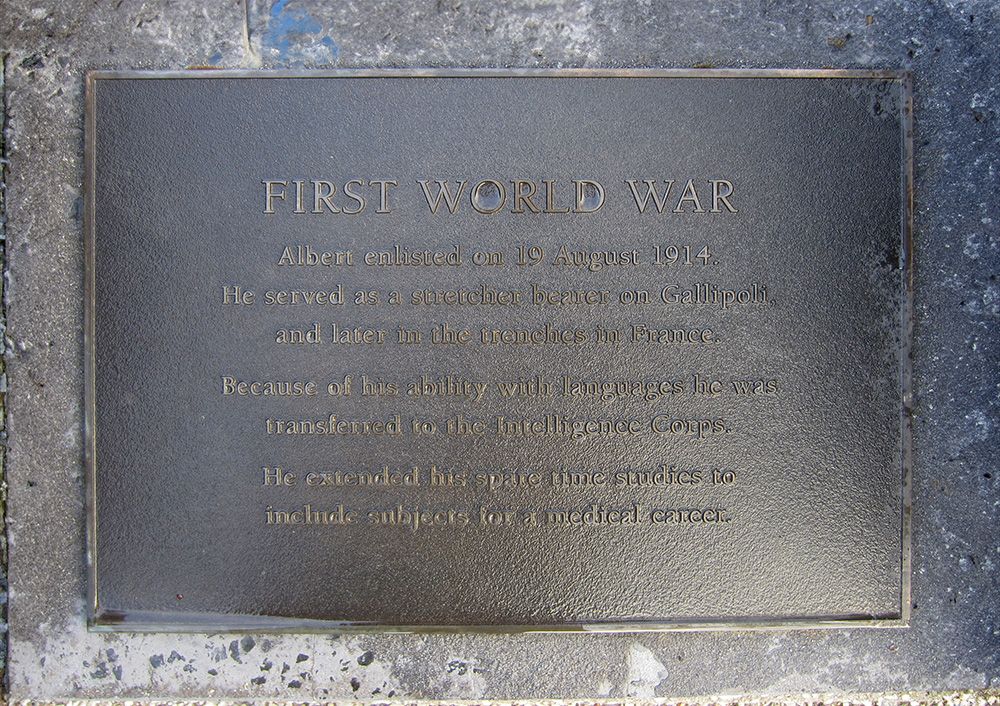 FIRST WORLD WAR
Albert enlisted on 19 August 1914.
He served as a stretcher bearer on Gallipoli,
and later in the trenches in France.
Because of his ability with languages he was
transferred to the Intelligence Corps.
He extended his spare time studies to
include subjects for a medical career.